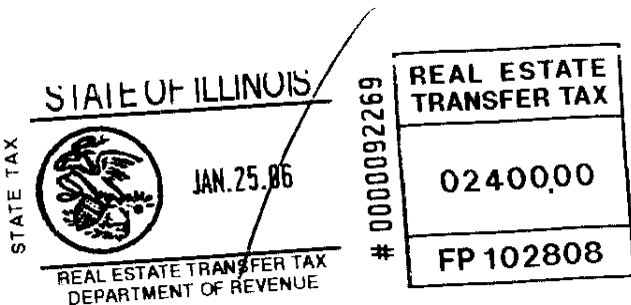 STATE OF ILLINOIS
STATE TAX
JAN.25.06
REAL ESTATE TRANSFER TAX
DEPARTMENT OF REVENUE
# 0000092269
REAL ESTATE
TRANSFER TAX
02400.00
FP 102808